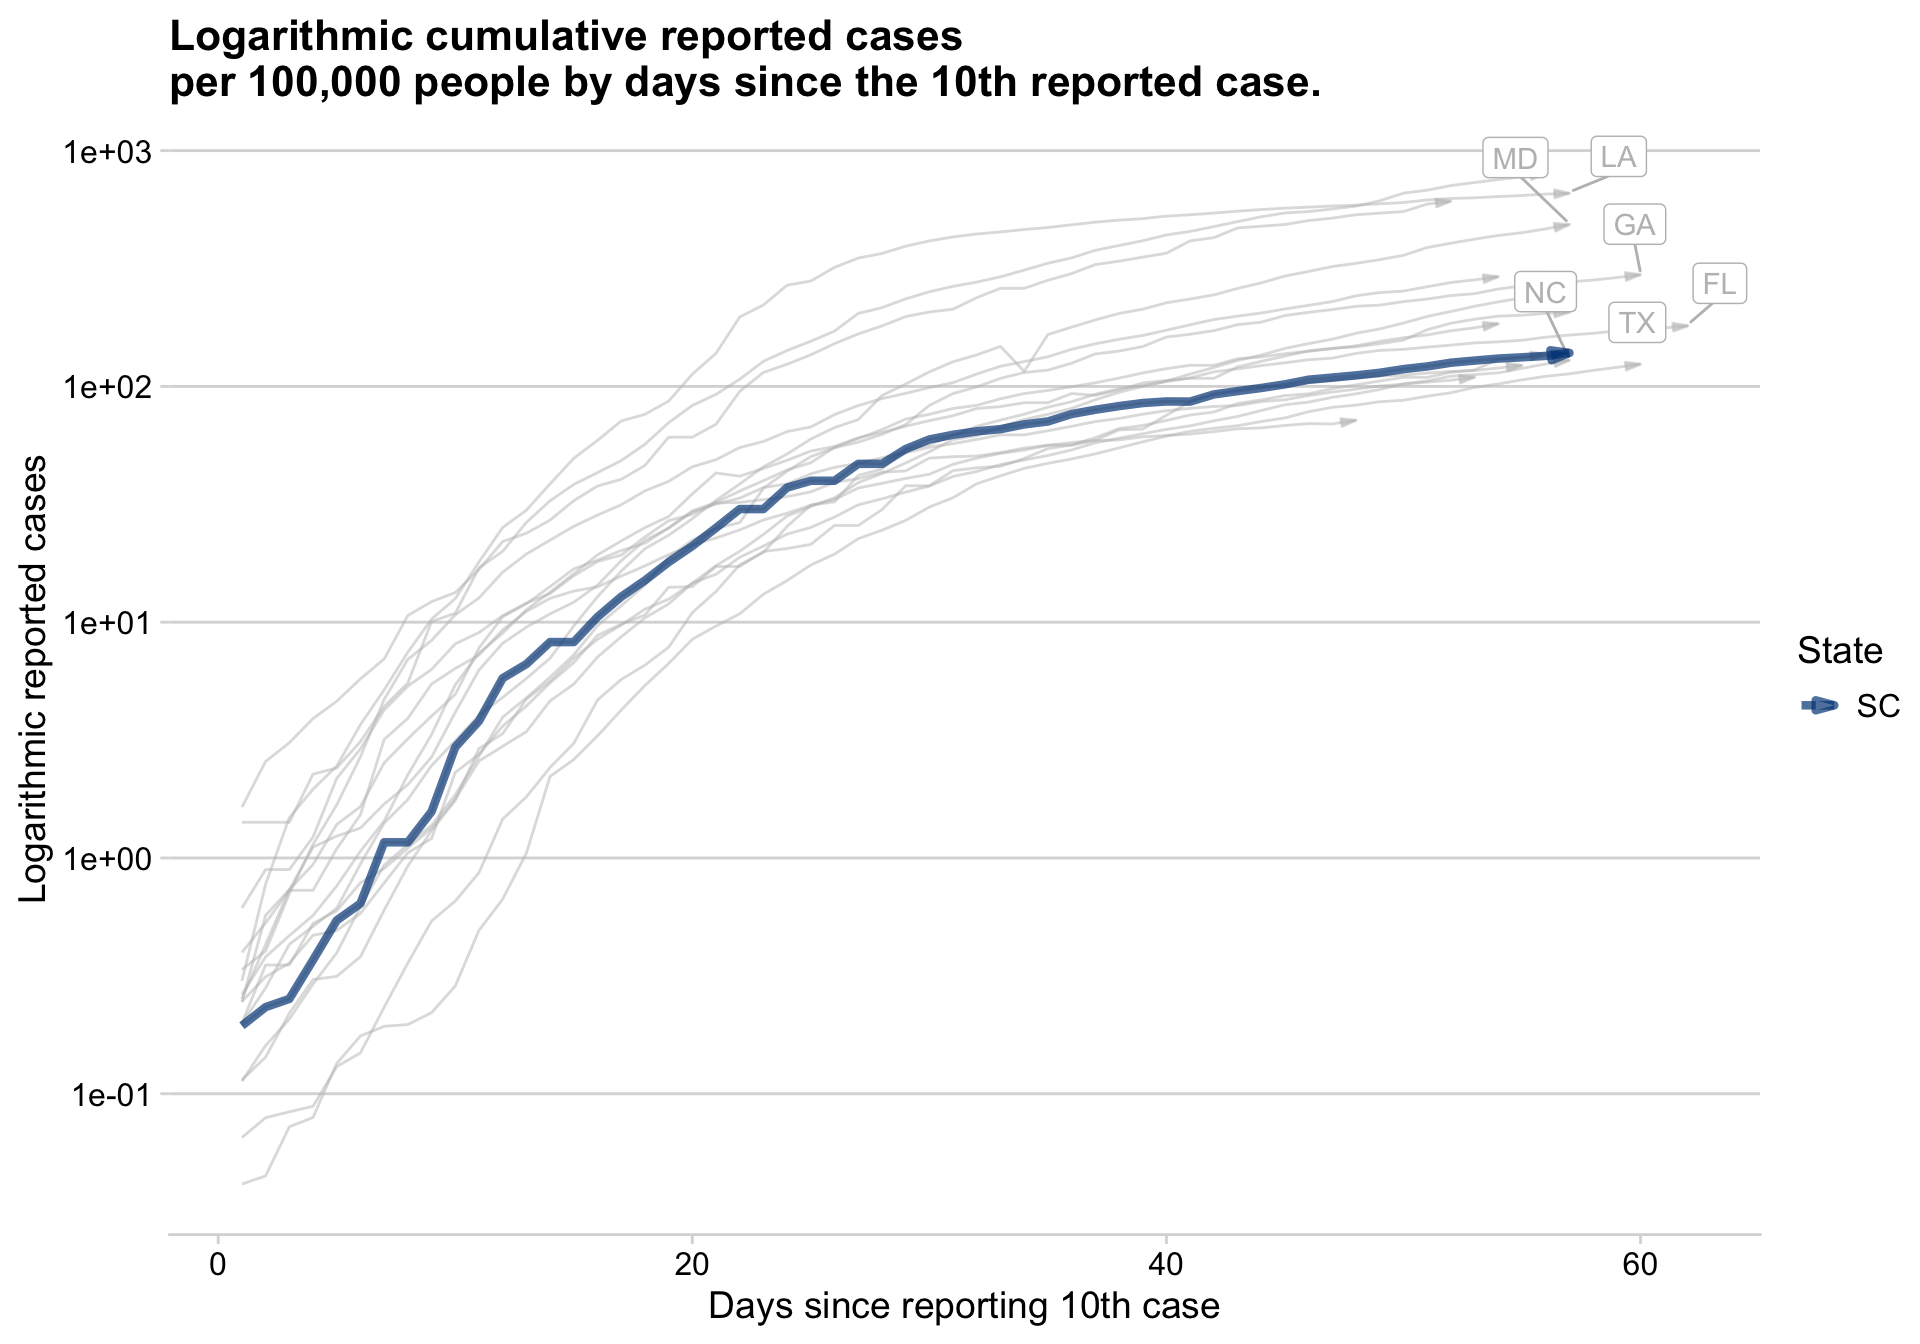 Logarithmic cumulative reported cases
per 100,000 people by days since the 10th reported case.
1e+03
1e+02
1e+01
1e+00
1e-01
Logarithmic reported cases
MD
LA
GA
NC
FL
TX
State
SC
0
20
40
60
Days since reporting 10th case